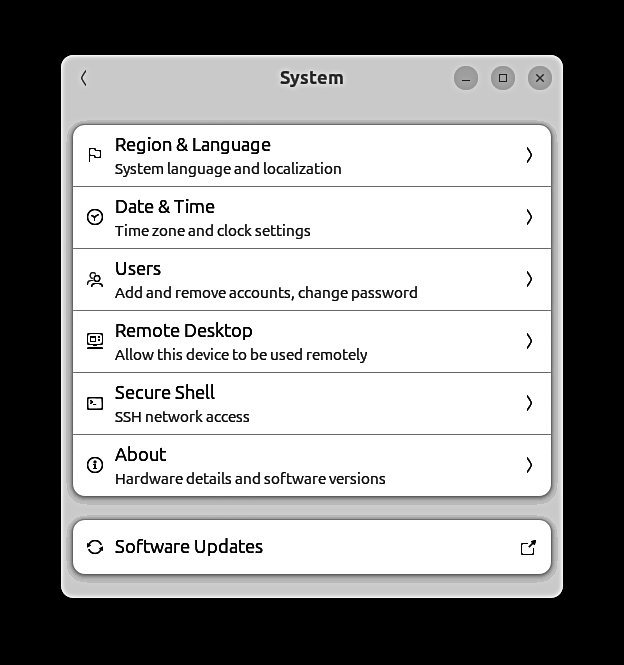 System
Region & Language
System language and localization
Date & Time
Time zone and clock settings
Users
Add and remove accounts, change password
Remote Desktop
Allow this device to be used remotely
Secure Shell
SSH network access
About
Hardware details and software versions
Software Updates